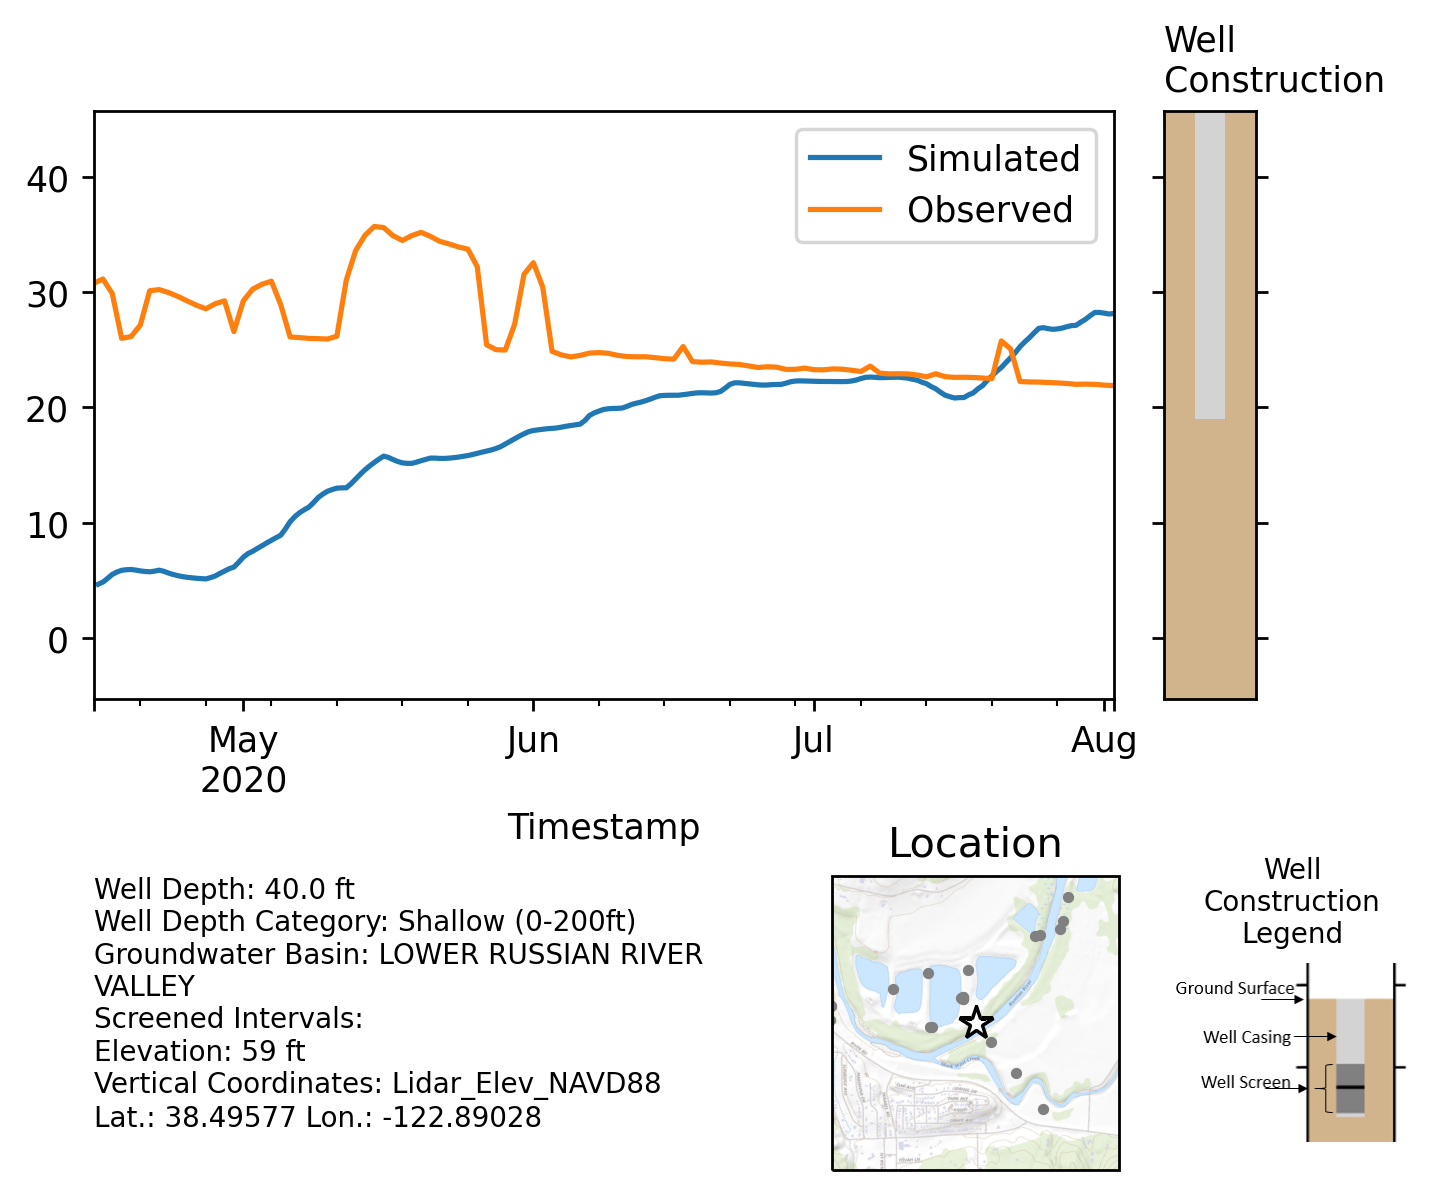 Well
Construction
40
30
20
10
0
Simulated
Observed
May
2020
Jun
Jul
Aug
Timestamp
Well Depth: 40.0 ft
Well Depth Category: Shallow (0-200ft)
Groundwater Basin: LOWER RUSSIAN RIVER
VALLEY
Screened Intervals:
Elevation: 59 ft
Vertical Coordinates: Lidar_Elev_NAVD88
Lat.: 38.49577 Lon.: -122.89028
Location
Well
Construction
Legend
Ground Surface
Well Casing
Well Screen